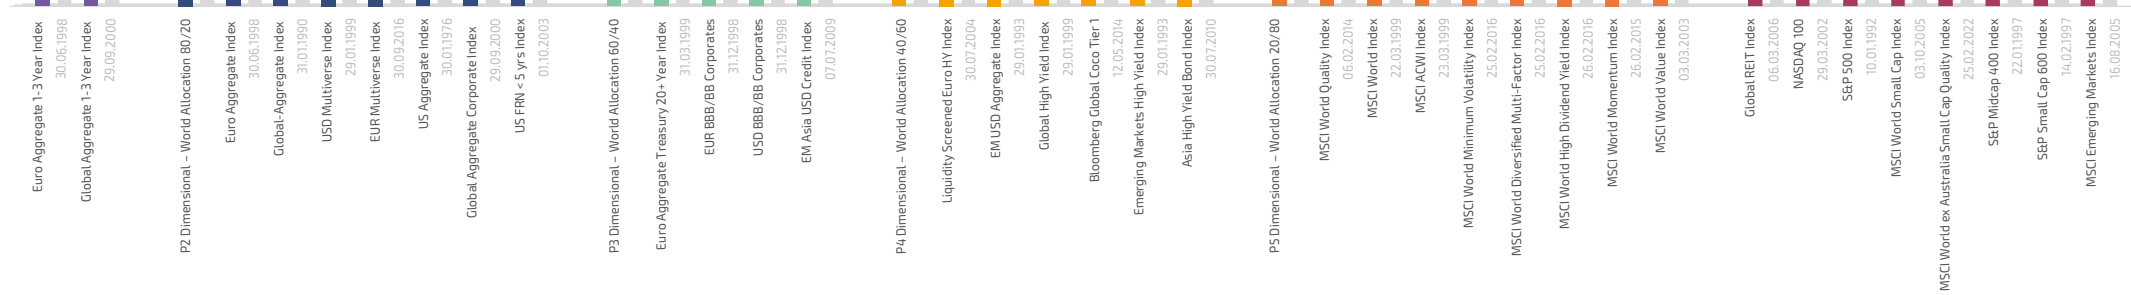 Euro Aggregate 1-3 Year Index
30.06.1998
Global Aggregate 1-3 Year Index
29.09.2000
P2 Dimensional – World Allocation 80/20
Euro Aggregate Index
30.06.1998
Global-Aggregate Index
31.01.1990
USD Multiverse Index
29.01.1999
EUR Multiverse Index
30.09.2016
US Aggregate Index
30.01.1976
Global Aggregate Corporate Index
29.09.2000
US FRN < 5 yrs Index
01.10.2003
P3 Dimensional – World Allocation 60/40
Euro Aggregate Treasury 20+ Year Index
31.03.1999
EUR BBB/BB Corporates
31.12.1998
USD BBB/BB Corporates
31.12.1998
EM Asia USD Credit Index
07.07.2009
P4 Dimensional – World Allocation 40/60
Liquidity Screened Euro HY Index
30.07.2004
EM USD Aggregate Index
29.01.1993
Global High Yield Index
29.01.1999
Bloomberg Global Coco Tier 1
12.05.2014
Emerging Markets High Yield Index
29.01.1993
Asia High Yield Bond Index
30.07.2010
P5 Dimensional – World Allocation 20/80
MSCI World Quality Index
06.02.2014
MSCI World Index
22.03.1999
MSCI ACWI Index
23.03.1999
MSCI World Minimum Volatility Index
25.02.2016
MSCI World Diversified Multi-Factor Index
25.02.2016
MSCI World High Dividend Yield Index
26.02.2016
MSCI World Momentum Index
26.02.2015
MSCI World Value Index
03.03.2003
Global REIT Index
06.03.2006
NASDAQ 100
29.03.2002
S&P 500 Index
10.01.1992
MSCI World Small Cap Index
03.10.2005
MSCI World ex Australia Small Cap Quality Index
25.02.2022
S&P Midcap 400 Index
22.01.1997
S&P Small Cap 600 Index
14.02.1997
MSCI Emerging Markets Index
16.08.2005